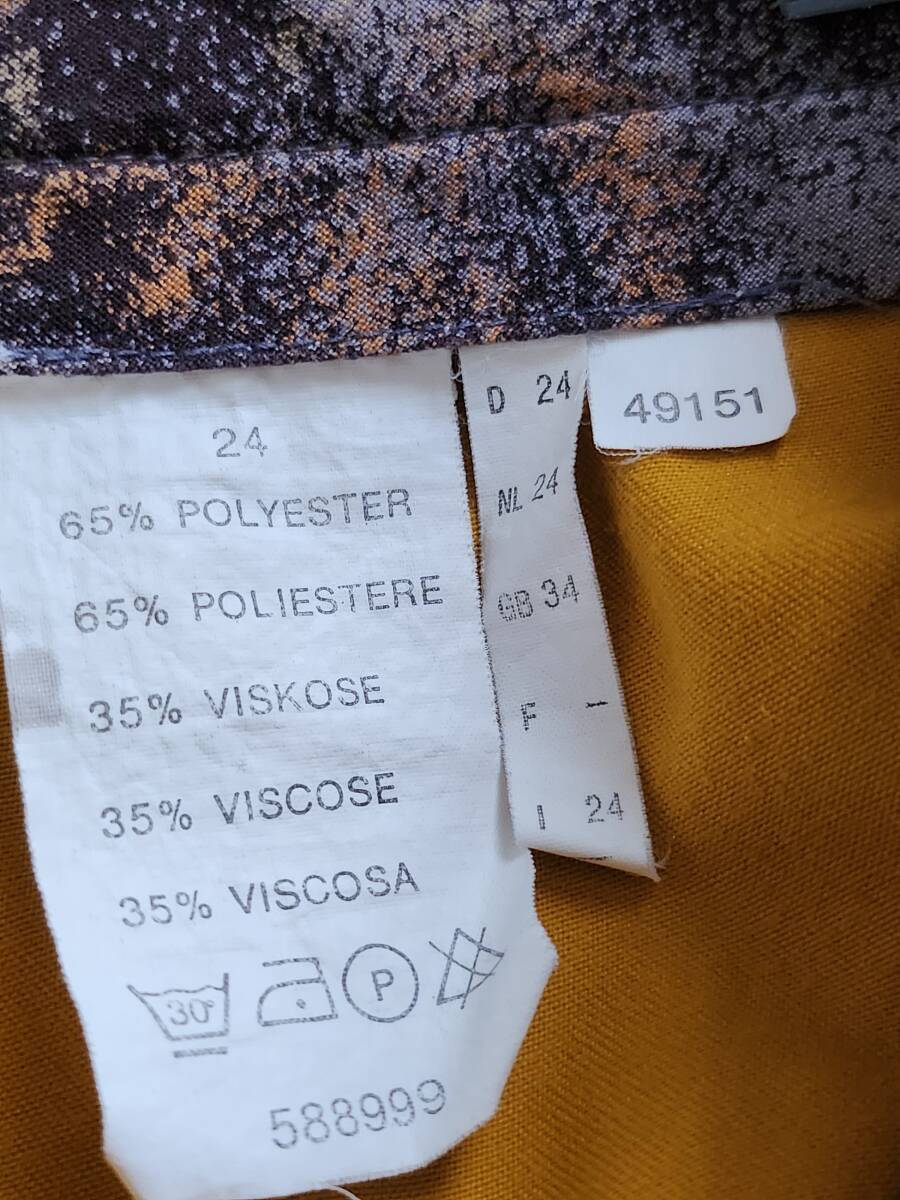 24
65% POLYESTER
65% POLIESTERE
35% VISKOSE
35% VISCOSE
35% VISCOSA
30°
P
588999
D 24
NL 24
GB 34
F –
I 24
49151